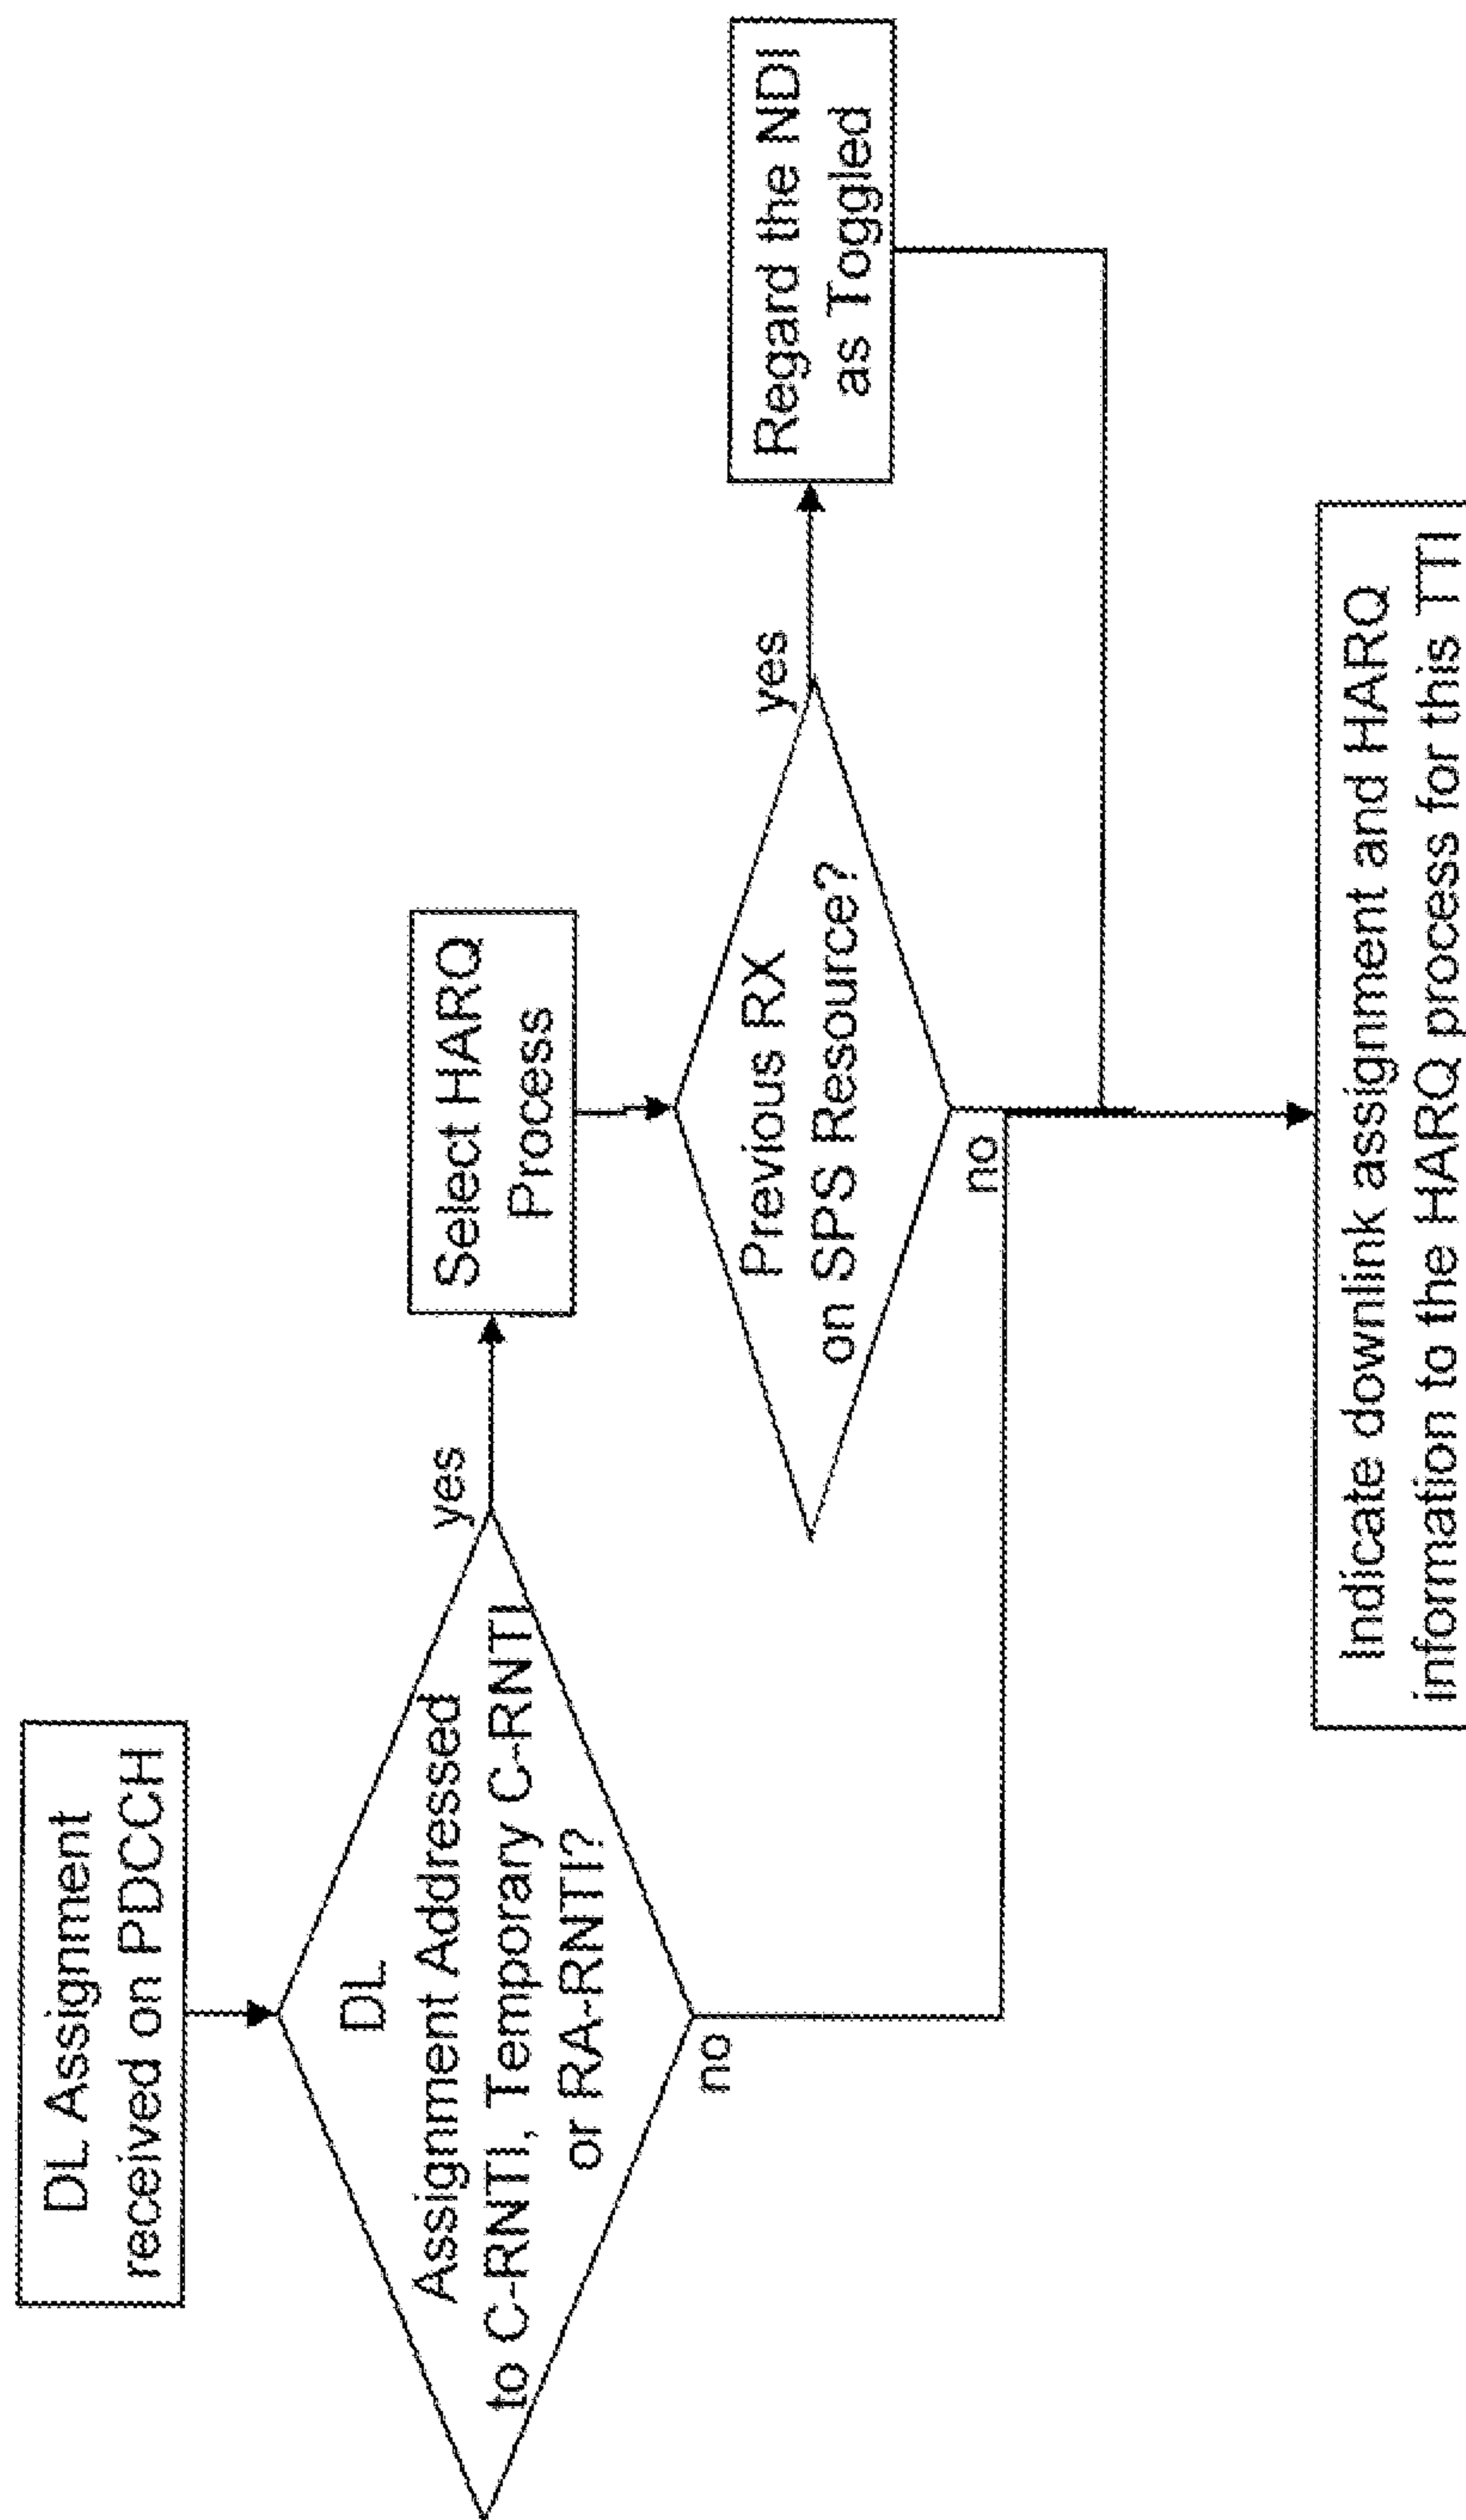 DL Assignment
received on PDCCH
DL
Assignment Addressed
to C-RNTI, Temporary C-RNTI
or RA-RNTI?
yes
no
Select HARQ
Process
Previous RX
on SPS Resource?
yes
no
Regard the NDI
as Toggled
Indicate downlink assignment and HARQ
information to the HARQ process for this TTI